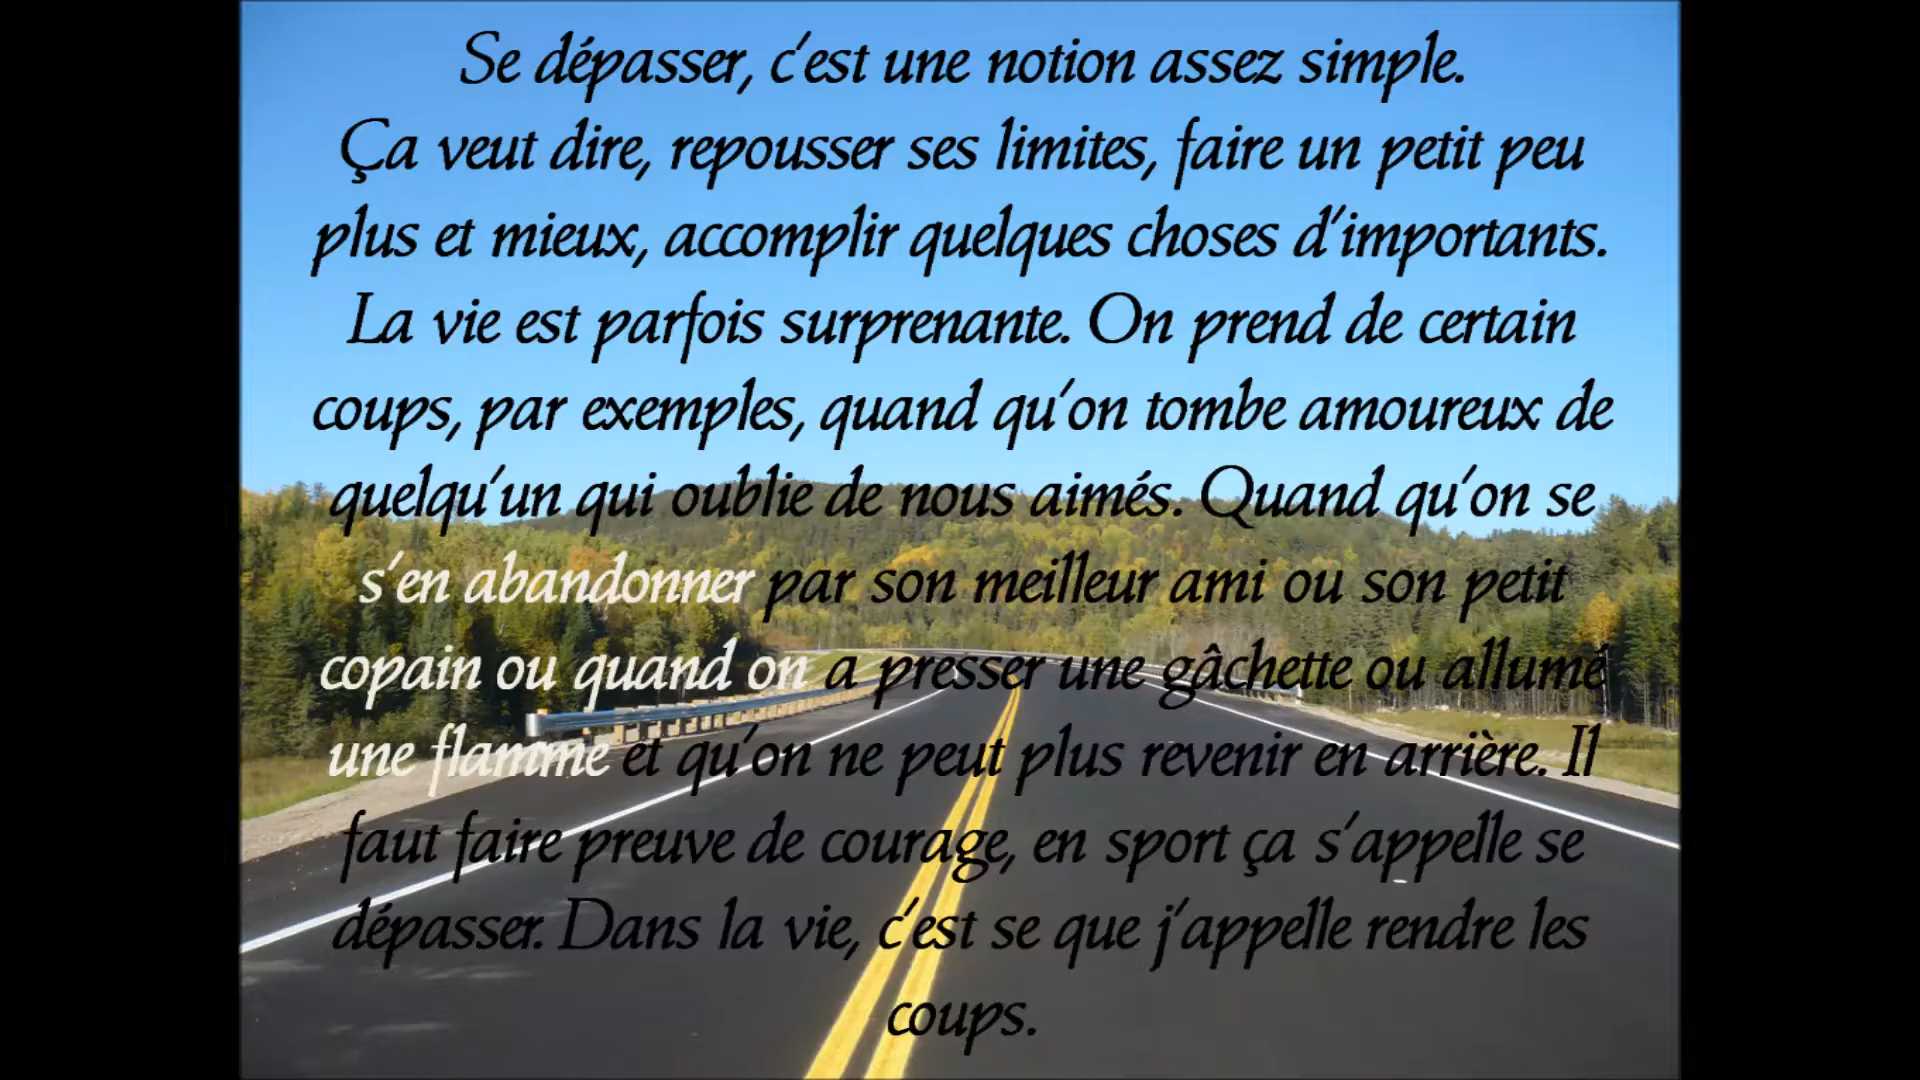 Se dépasser, c'est une notion assez simple.
Ça veut dire, repousser ses limites, faire un petit peu
plus et mieux, accomplir quelques choses d'importants.
La vie est parfois surprenante. On prend de certain
coups, par exemples, quand qu'on tombe amoureux de
quelqu'un qui oublie de nous aimés. Quand qu'on se
s'en abandonner par son meilleur ami ou son petit
copain ou quand on a presser une gâchette ou allumé
une flamme et qu'on ne peut plus revenir en arrière. Il
faut faire preuve de courage, en sport ça s'appelle se
dépasser. Dans la vie, c'est se que j'appelle rendre les
coups.